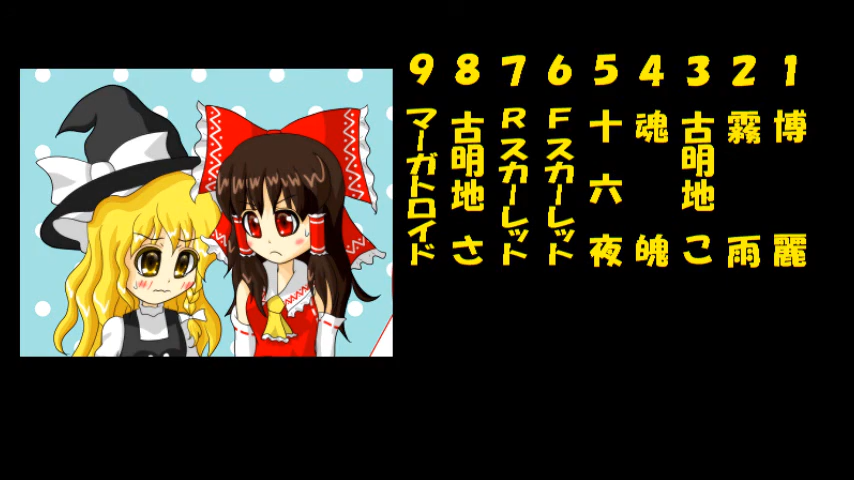 1 博麗
2 霧雨
3 古明地こ
4 魂魄
5 十六夜
6 Fスカーレット
7 Rスカーレット
8 古明地さ
9 マーガトロイド